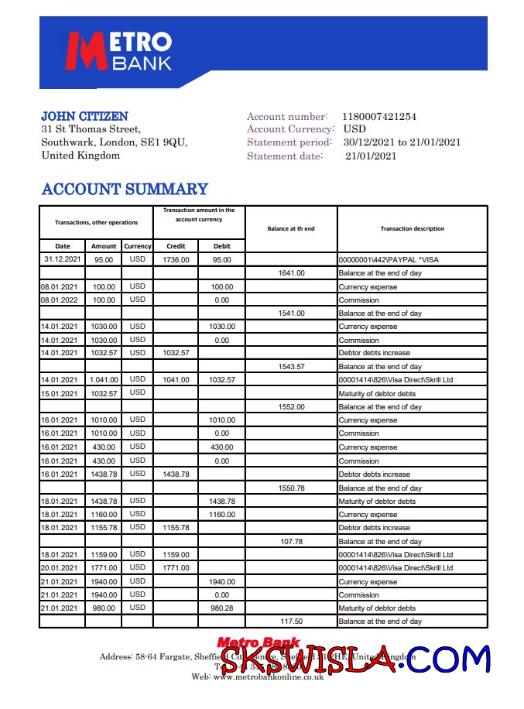 METRO
BANK
JOHN CITIZEN
31 St Thomas Street,
Southwark, London, SE1 9QU,
United Kingdom
Account number: 1180007421254
Account Currency: USD
Statement period: 30/12/2021 to 21/01/2021
Statement date: 21/01/2021
ACCOUNT SUMMARY
Transactions, other operations
Transaction amount in the
account currency
Balance at th end
Transaction description
Date Amount Currency Credit Debit
31.12.2021 95.00 USD 1736.00 95.00 00000001\442\PAYPAL *VISA
1641.00 Balance at the end of day
08.01.2021 100.00 USD 100.00 Currency expense
08.01.2022 100.00 USD 0.00 Commission
1541.00 Balance at the end of day
14.01.2021 1030.00 USD 1030.00 Currency expense
14.01.2021 1030.00 USD 0.00 Commission
14.01.2021 1032.57 USD 1032.57 Debtor debts increase
1543.57 Balance at the end of day
14.01.2021 1.041.00 USD 1041.00 1032.57 00001414\826\Visa Direct\Skrill Ltd
15.01.2021 1032.57 USD Maturity of debtor debts
1552.00 Balance at the end of day
16.01.2021 1010.00 USD 1010.00 Currency expense
16.01.2021 1010.00 USD 0.00 Commission
16.01.2021 430.00 USD 430.00 Currency expense
16.01.2021 430.00 USD 0.00 Commission
16.01.2021 1438.78 USD 1438.78 Debtor debts increase
1550.78 Balance at the end of day
18.01.2021 1438.78 USD 1438.78 Maturity of debtor debts
18.01.2021 1160.00 USD 1160.00 Currency expense
18.01.2021 1155.78 USD 1155.78 Debtor debts increase
107.78 Balance at the end of day
18.01.2021 1159.00 USD 1159.00 00001414\826\Visa Direct\Skrill Ltd
20.01.2021 1771.00 USD 1771.00 00001414\826\Visa Direct\Skrill Ltd
21.01.2021 1940.00 USD 1940.00 Currency expense
21.01.2021 1940.00 USD 0.00 Commission
21.01.2021 980.00 USD 980.28 Maturity of debtor debts
117.50 Balance at the end of day
Metro Bank
Address: 58-64 Fargate, Sheffield United Kingdom
SKSWISLA.COM
Web: www.metrobankonline.co.uk